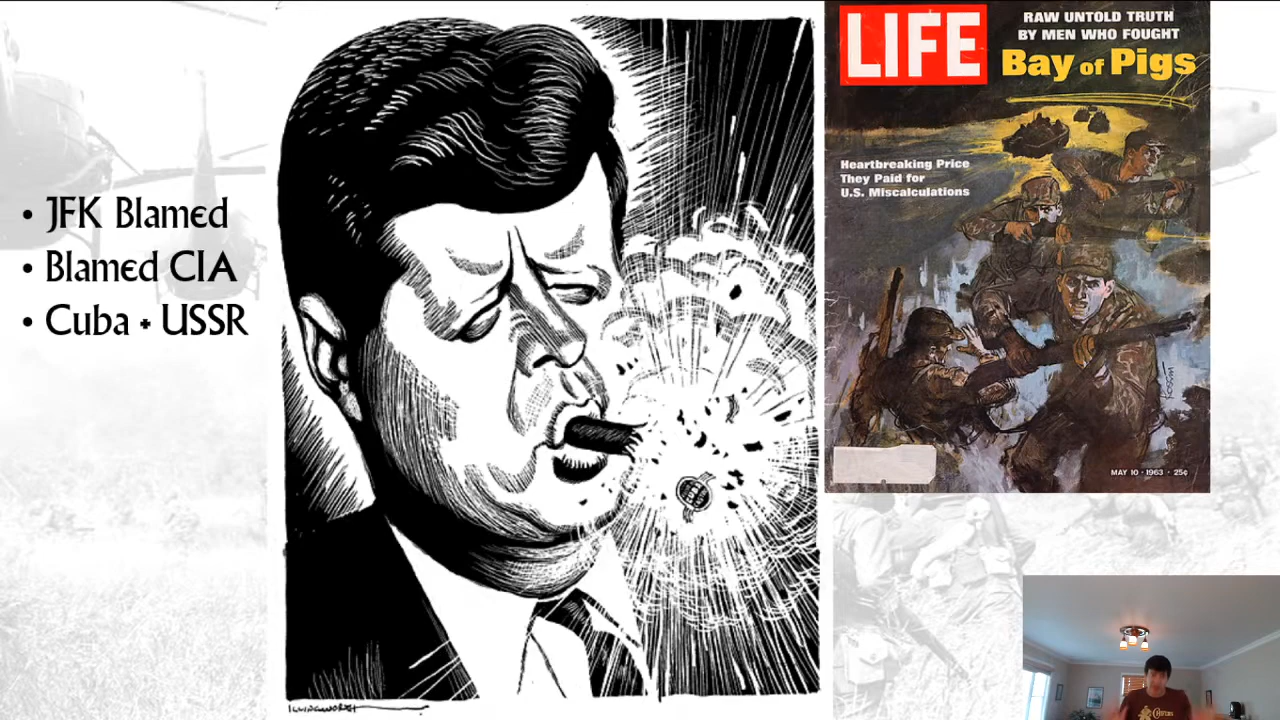 • JFK Blamed
• Blamed CIA
• Cuba + USSR
ILLINGWORTH
LIFE
RAW UNTOLD TRUTH
BY MEN WHO FOUGHT
Bay of Pigs
Heartbreaking Price
They Paid for
U.S. Miscalculations
MAY 10 · 1963 · 25¢